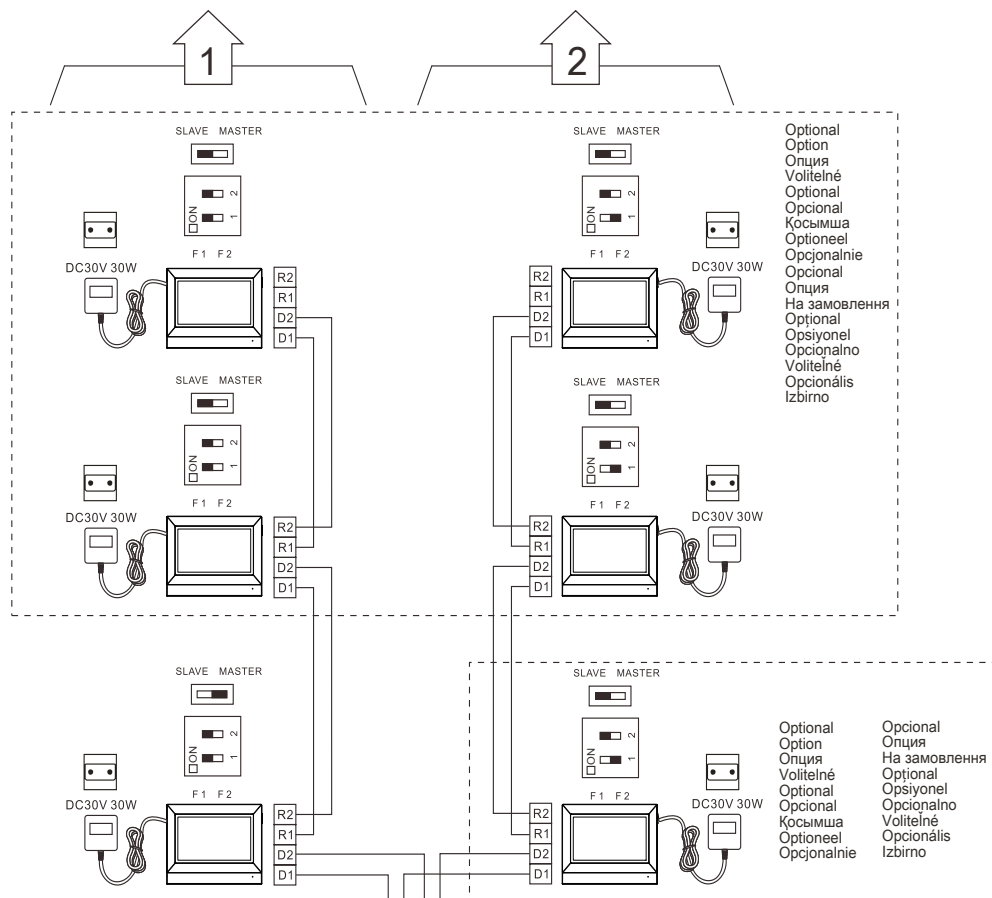 1
2
SLAVE MASTER
2
1
ON
F1 F2
DC30V 30W
R2
R1
D2
D1
SLAVE MASTER
2
1
ON
F1 F2
DC30V 30W
R2
R1
D2
D1
Optional
Option
Опция
Volitelné
Optional
Opcional
Қосымша
Optioneel
Opcjonalnie
Opcional
Опция
На замовлення
Opțional
Opsiyonel
Opcionalno
Voliteľné
Opcionális
Izbirno
SLAVE MASTER
2
1
ON
F1 F2
DC30V 30W
R2
R1
D2
D1
SLAVE MASTER
2
1
ON
F1 F2
DC30V 30W
R2
R1
D2
D1
SLAVE MASTER
2
1
ON
F1 F2
DC30V 30W
R2
R1
D2
D1
SLAVE MASTER
2
1
ON
F1 F2
DC30V 30W
R2
R1
D2
D1
Optional
Option
Опция
Volitelné
Optional
Opcional
Қосымша
Optioneel
Opcjonalnie
Opcional
Опция
На замовлення
Opțional
Opsiyonel
Opcionalno
Voliteľné
Opcionális
Izbirno